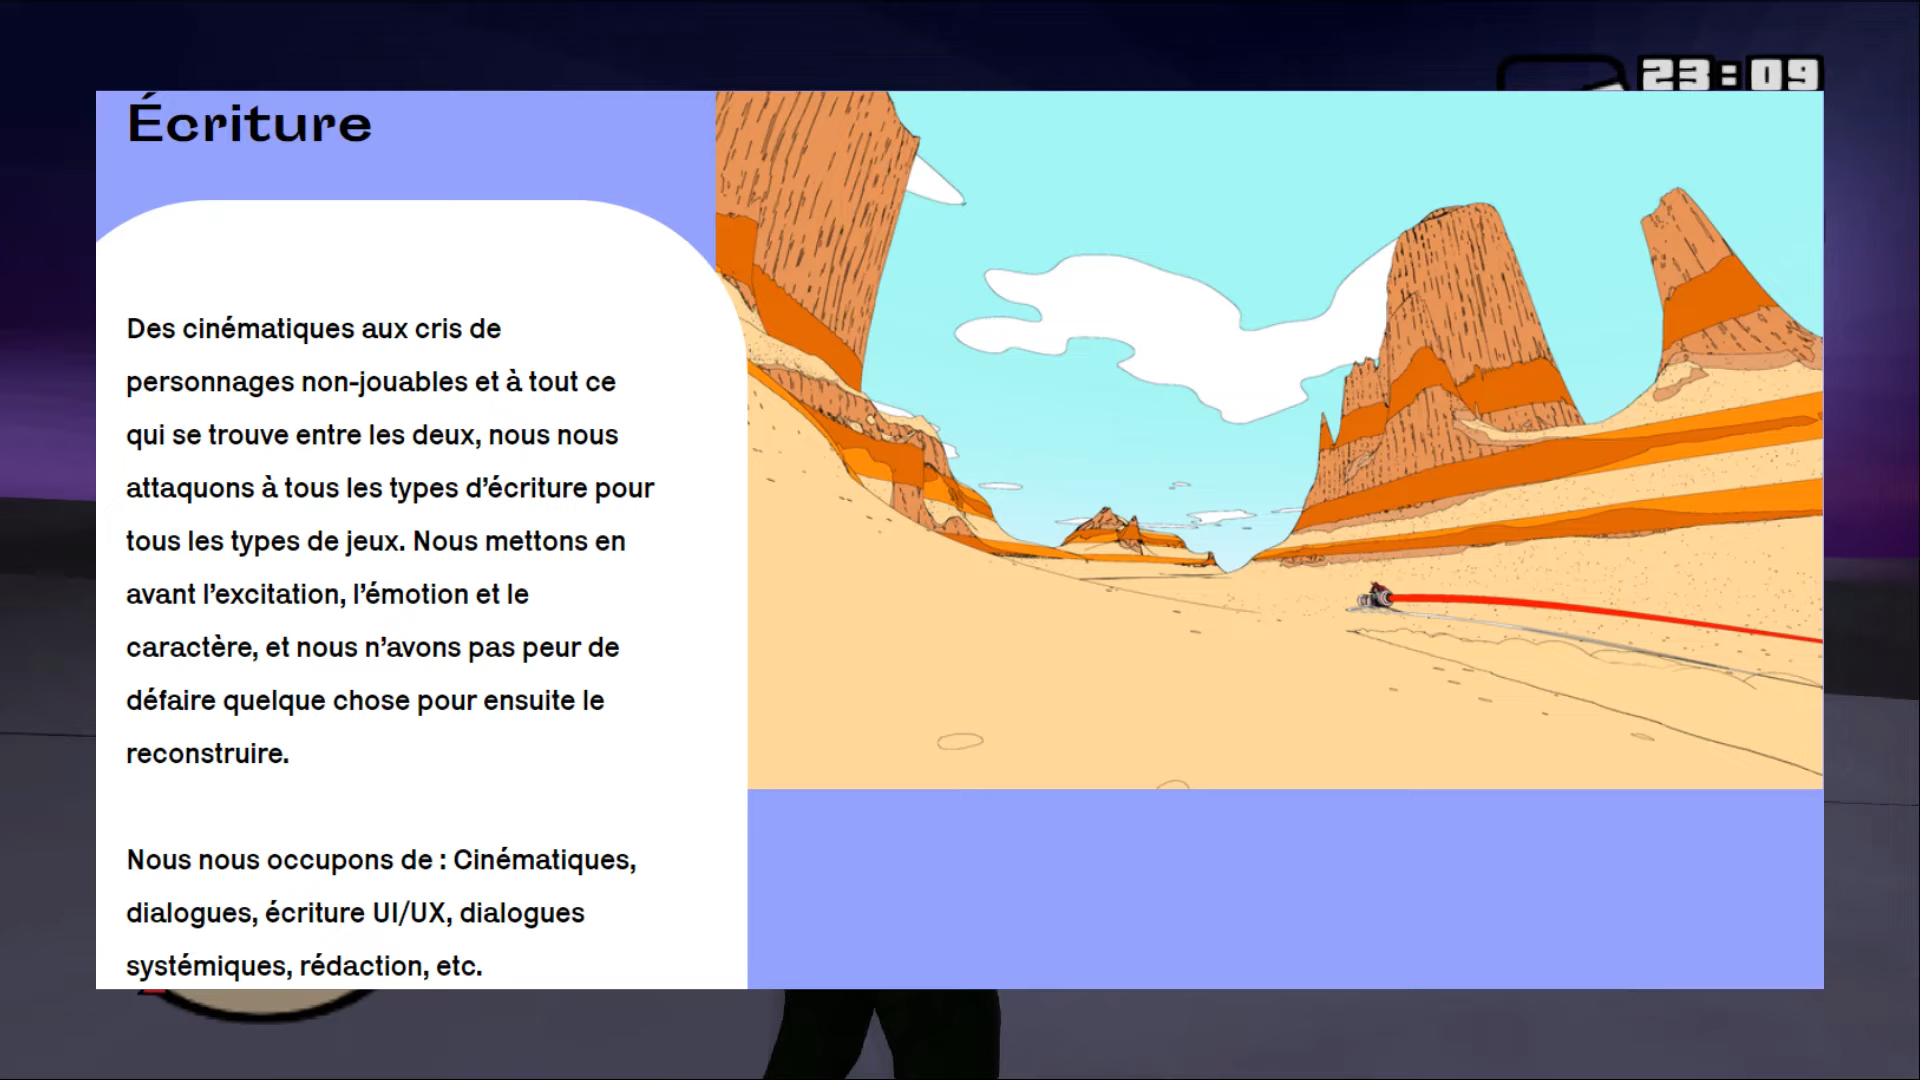 23:09
Écriture
Des cinématiques aux cris de
personnages non-jouables et à tout ce
qui se trouve entre les deux, nous nous
attaquons à tous les types d’écriture pour
tous les types de jeux. Nous mettons en
avant l’excitation, l’émotion et le
caractère, et nous n’avons pas peur de
défaire quelque chose pour ensuite le
reconstruire.
Nous nous occupons de : Cinématiques,
dialogues, écriture UI/UX, dialogues
systémiques, rédaction, etc.